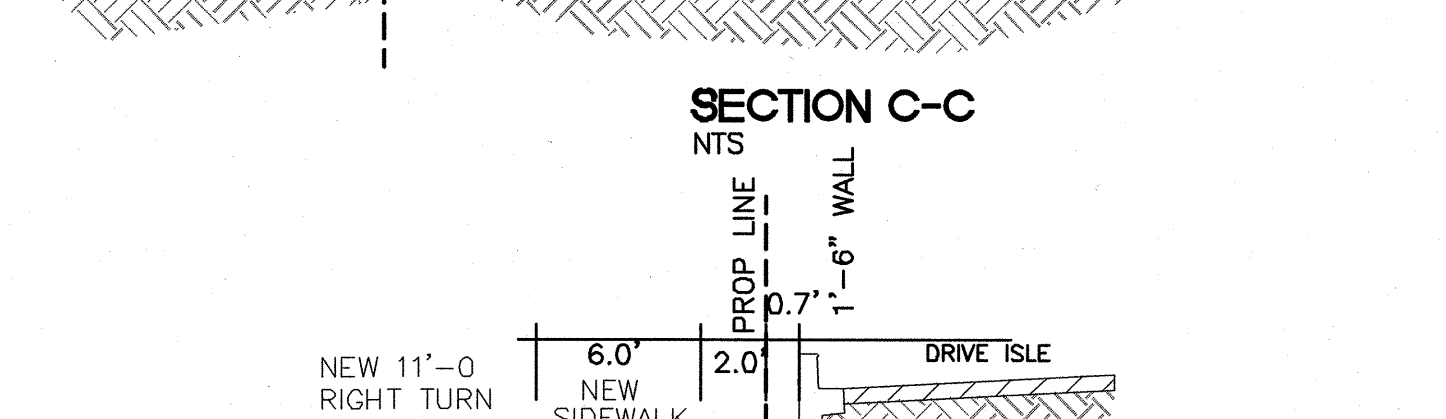 SECTION C-C
NTS
PROP LINE
1'-6" WALL
0.7'
6.0'
2.0'
DRIVE ISLE
NEW 11'-0
RIGHT TURN
NEW
SIDEWALK